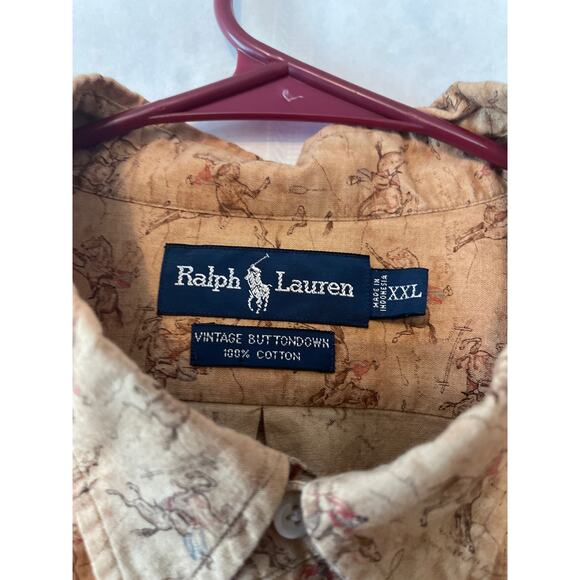 Ralph Lauren
MADE IN
INDONESIA
XXL
VINTAGE BUTTONDOWN
100% COTTON